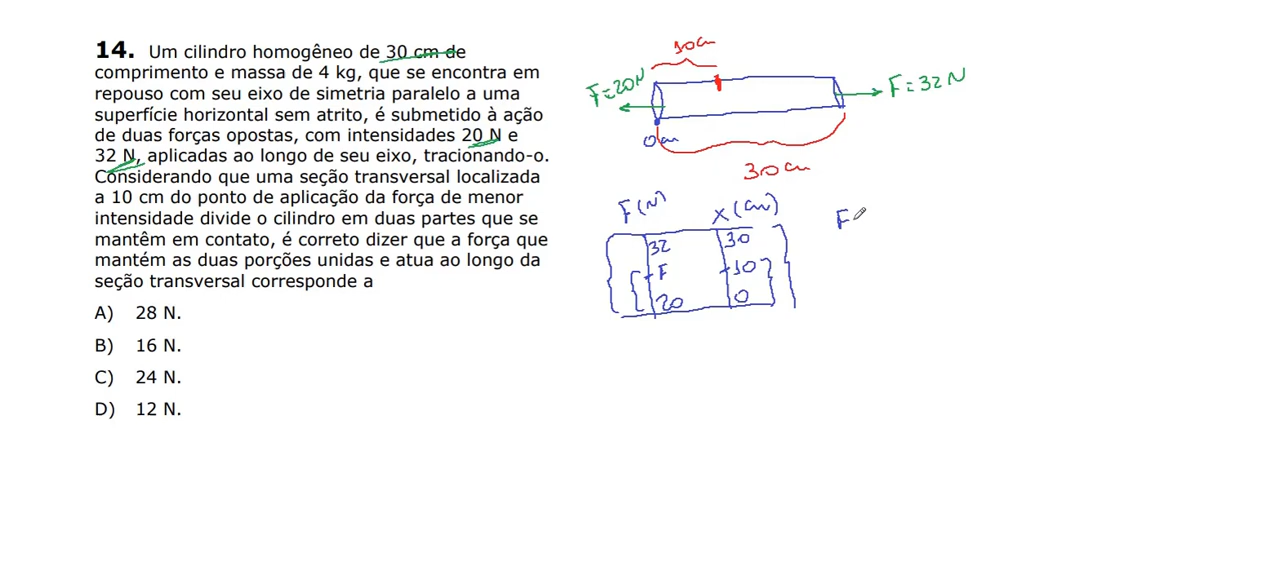 14. Um cilindro homogêneo de 30 cm de
comprimento e massa de 4 kg, que se encontra em
repouso com seu eixo de simetria paralelo a uma
superfície horizontal sem atrito, é submetido à ação
de duas forças opostas, com intensidades 20 N e
32 N, aplicadas ao longo de seu eixo, tracionando-o.
Considerando que uma seção transversal localizada
a 10 cm do ponto de aplicação da força de menor
intensidade divide o cilindro em duas partes que se
mantêm em contato, é correto dizer que a força que
mantém as duas porções unidas e atua ao longo da
seção transversal corresponde a
A) 28 N.
B) 16 N.
C) 24 N.
D) 12 N.
10cm
F=20N
F=32N
0cm
30cm
F(N) X(cm)
32 30
F 10
20 0
F